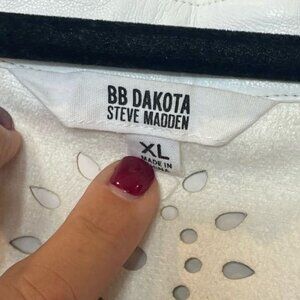 BB DAKOTA
STEVE MADDEN
XL
MADE IN